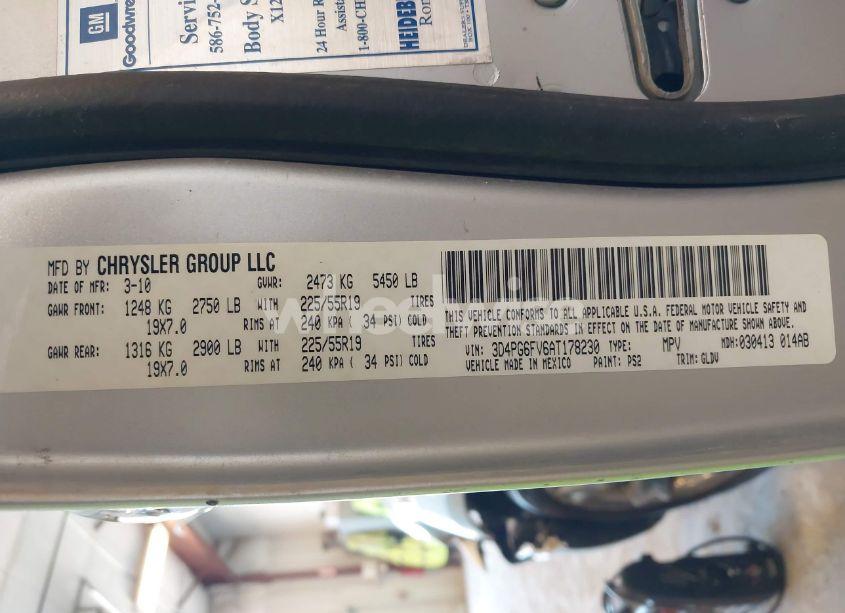 GM
Goodwre
Servi
586-752-
Body S
X12
24 Hour R
Assista
1-800-CH
HEIDEB
Ro
MFD BY CHRYSLER GROUP LLC
DATE OF MFR: 3-10 GVWR: 2473 KG 5450 LB
GAWR FRONT: 1248 KG 2750 LB WITH 225/55R19 TIRES
19X7.0 RIMS AT 240 KPA ( 34 PSI) COLD
GAWR REAR: 1316 KG 2900 LB WITH 225/55R19 TIRES
19X7.0 RIMS AT 240 KPA ( 34 PSI) COLD
THIS VEHICLE CONFORMS TO ALL APPLICABLE U.S.A. FEDERAL MOTOR VEHICLE SAFETY AND
THEFT PREVENTION STANDARDS IN EFFECT ON THE DATE OF MANUFACTURE SHOWN ABOVE.
VIN: 3D4PG6FV6AT178230 TYPE: MPV MDH:030413 014AB
VEHICLE MADE IN MEXICO PAINT: PS2 TRIM: GLDV